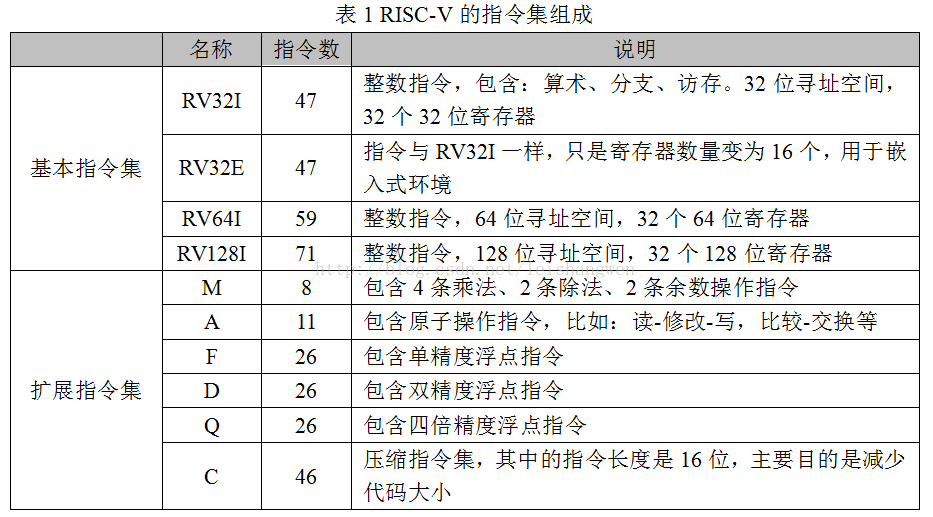 表 1 RISC-V 的指令集组成
名称 指令数 说明
基本指令集
RV32I 47 整数指令，包含：算术、分支、访存。32 位寻址空间，
32 个 32 位寄存器
RV32E 47 指令与 RV32I 一样，只是寄存器数量变为 16 个，用于嵌
入式环境
RV64I 59 整数指令，64 位寻址空间，32 个 64 位寄存器
RV128I 71 整数指令，128 位寻址空间，32 个 128 位寄存器
http://blog.csdn.net/leishangwen
扩展指令集
M 8 包含 4 条乘法、2 条除法、2 条余数操作指令
A 11 包含原子操作指令，比如：读-修改-写，比较-交换等
F 26 包含单精度浮点指令
D 26 包含双精度浮点指令
Q 26 包含四倍精度浮点指令
C 46 压缩指令集，其中的指令长度是 16 位，主要目的是减少
代码大小